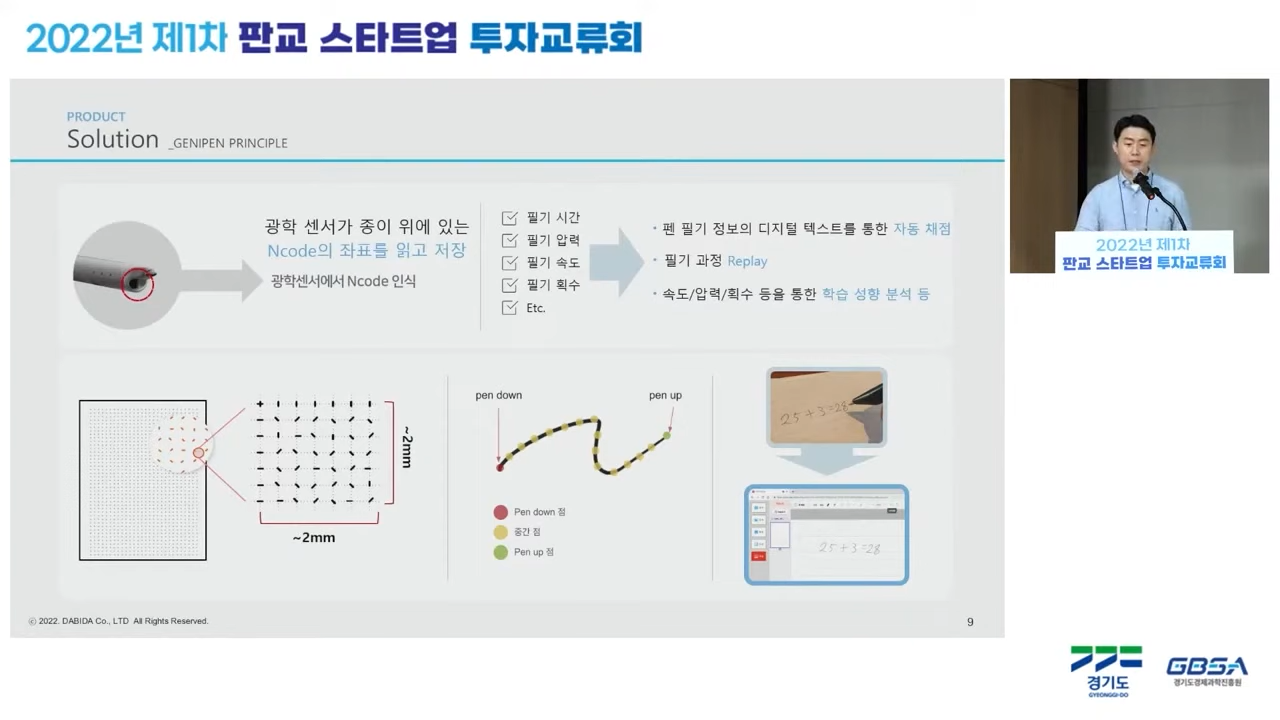 2022년 제1차 판교 스타트업 투자교류회
PRODUCT
Solution _GENIPEN PRINCIPLE
광학 센서가 종이 위에 있는
Ncode의 좌표를 읽고 저장
광학센서에서 Ncode 인식
필기 시간
필기 압력
필기 속도
필기 획수
Etc.
• 펜 필기 정보의 디지털 텍스트를 통한 자동 채점
• 필기 과정 Replay
• 속도/압력/획수 등을 통한 학습 성향 분석 등
~2mm
~2mm
pen down
pen up
Pen down 점
중간 점
Pen up 점
25+3=28
25+3=28
ⓒ 2022. DABIDA Co., LTD All Rights Reserved.
9
2022년 제1차
판교 스타트업 투자교류회
경기도
GYEONGGI-DO
GBSA
경기도경제과학진흥원